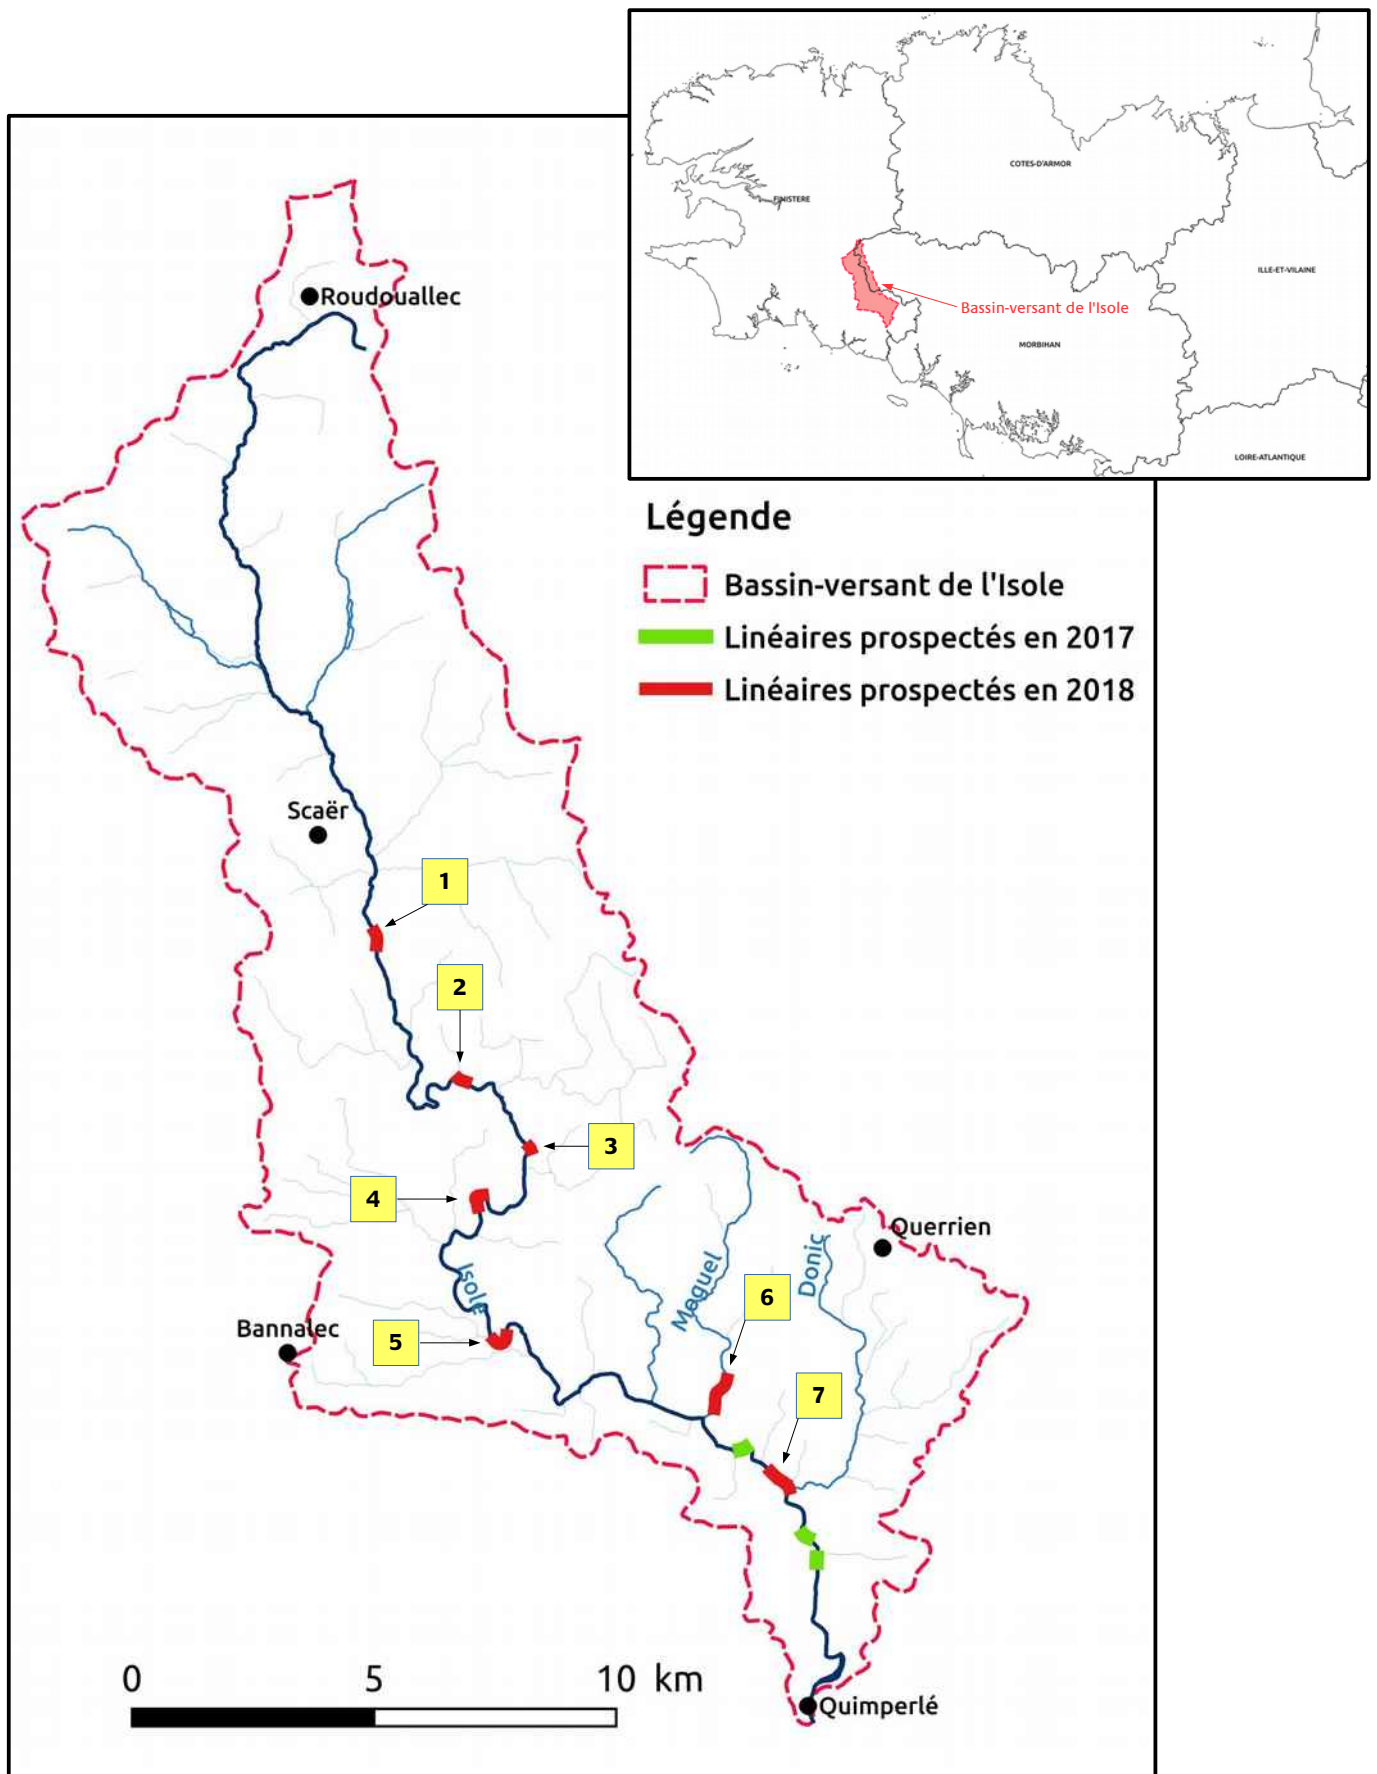 COTES-D'ARMOR
FINISTERE
ILLE-ET-VILAINE
Bassin-versant de l'Isole
MORBIHAN
LOIRE-ATLANTIQUE
Roudouallec
Légende
Bassin-versant de l'Isole
Linéaires prospectés en 2017
Linéaires prospectés en 2018
Scaër
1
2
3
4
Querrien
Donic
Meguel
Isole
6
Bannalec
5
7
0 5 10 km
Quimperlé